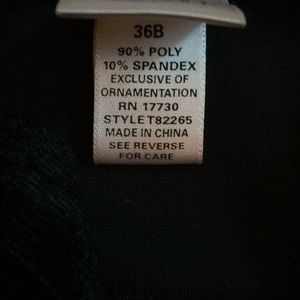 36B
90% POLY
10% SPANDEX
EXCLUSIVE OF
ORNAMENTATION
RN 17730
STYLE T82265
MADE IN CHINA
SEE REVERSE
FOR CARE